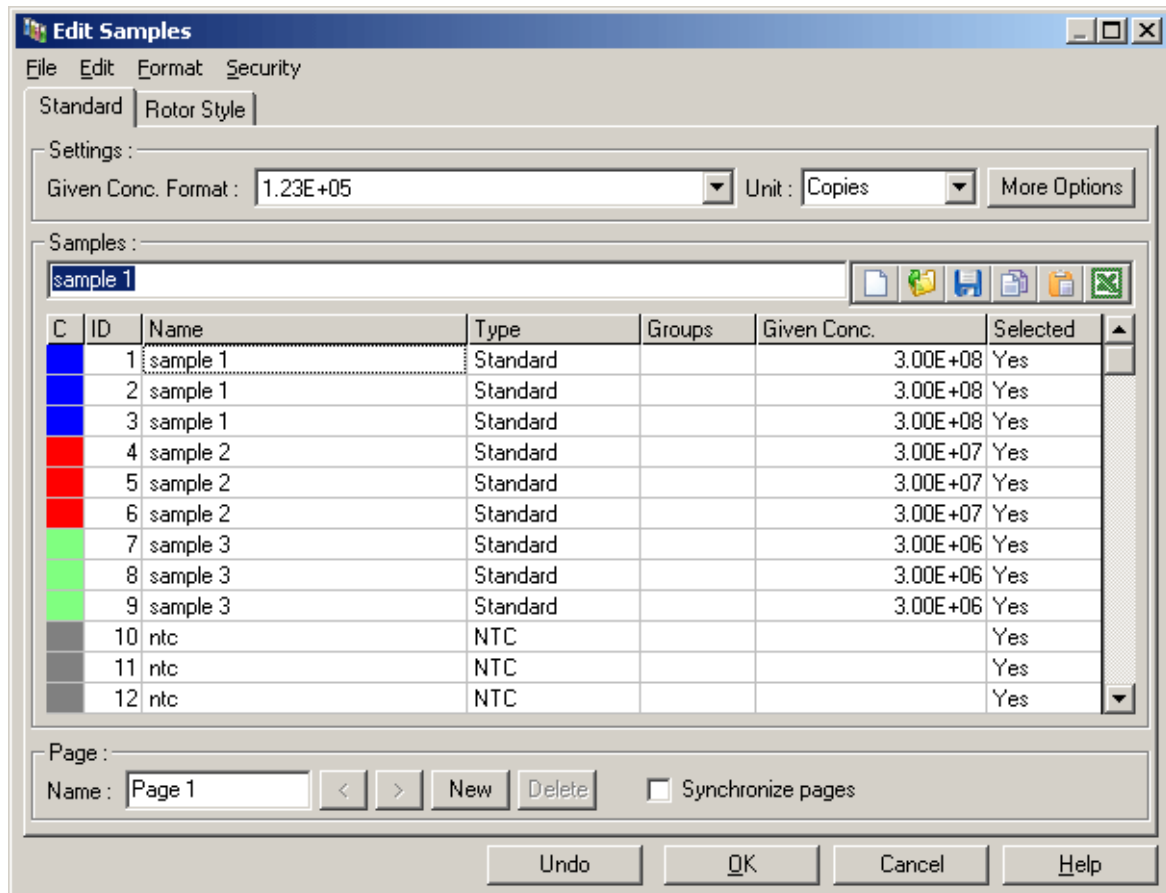 Edit Samples
File Edit Format Security
Standard Rotor Style
Settings :
Given Conc. Format : 1.23E+05 Unit : Copies More Options
Samples :
sample 1
C ID Name Type Groups Given Conc. Selected
1 sample 1 Standard 3.00E+08 Yes
2 sample 1 Standard 3.00E+08 Yes
3 sample 1 Standard 3.00E+08 Yes
4 sample 2 Standard 3.00E+07 Yes
5 sample 2 Standard 3.00E+07 Yes
6 sample 2 Standard 3.00E+07 Yes
7 sample 3 Standard 3.00E+06 Yes
8 sample 3 Standard 3.00E+06 Yes
9 sample 3 Standard 3.00E+06 Yes
10 ntc NTC Yes
11 ntc NTC Yes
12 ntc NTC Yes
Page :
Name : Page 1 < > New Delete Synchronize pages
Undo OK Cancel Help